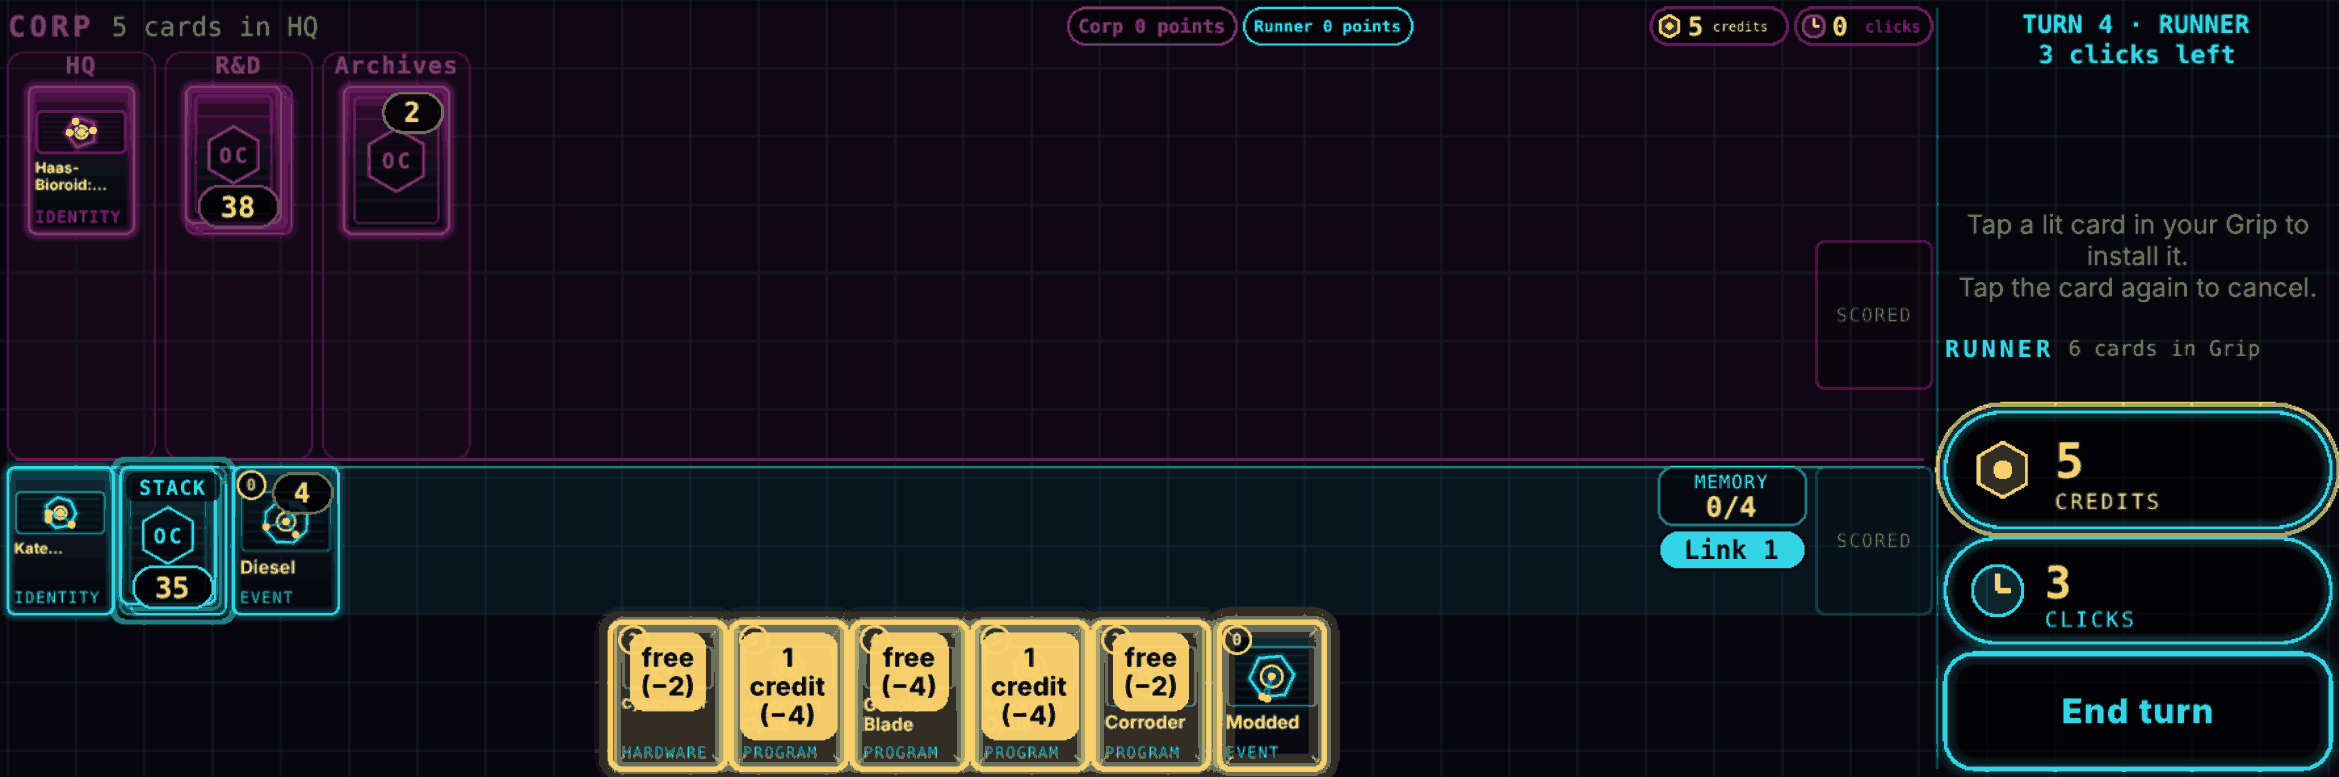 CORP 5 cards in HQ
Corp 0 points
Runner 0 points
5 credits
0 clicks
TURN 4 · RUNNER
3 clicks left
HQ
R&D
Archives
Haas-
Bioroid:...
IDENTITY
OC
38
2
OC
SCORED
Tap a lit card in your Grip to
install it.
Tap the card again to cancel.
RUNNER 6 cards in Grip
5
CREDITS
3
CLICKS
End turn
Kate...
IDENTITY
STACK
OC
35
0
4
Diesel
EVENT
MEMORY
0/4
Link 1
SCORED
free
(−2)
HARDWARE
1
credit
(−4)
PROGRAM
free
(−4)
Blade
PROGRAM
1
credit
(−4)
PROGRAM
free
(−2)
Corroder
PROGRAM
0
Modded
EVENT